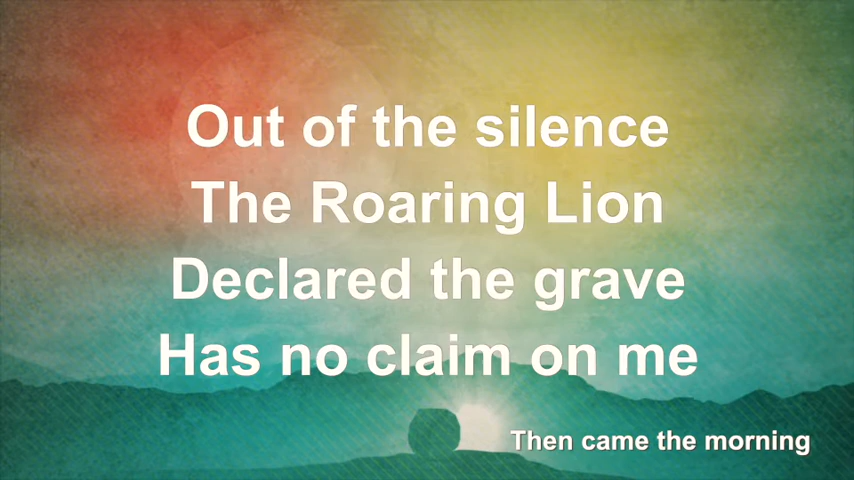 Out of the silence
The Roaring Lion
Declared the grave
Has no claim on me
Then came the morning